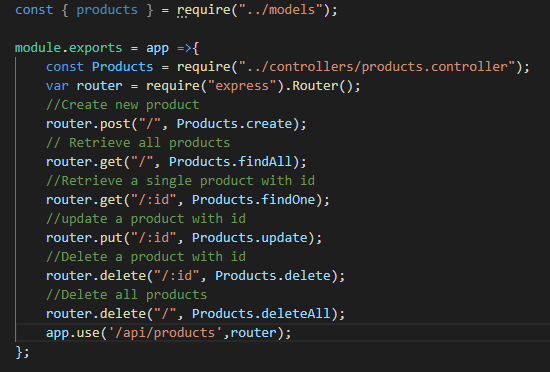 const { products } = require("../models");
module.exports = app =>{
const Products = require("../controllers/products.controller");
var router = require("express").Router();
//Create new product
router.post("/", Products.create);
// Retrieve all products
router.get("/", Products.findAll);
//Retrieve a single product with id
router.get("/:id", Products.findOne);
//update a product with id
router.put("/:id", Products.update);
//Delete a product with id
router.delete("/:id", Products.delete);
//Delete all products
router.delete("/", Products.deleteAll);
app.use('/api/products',router);
};